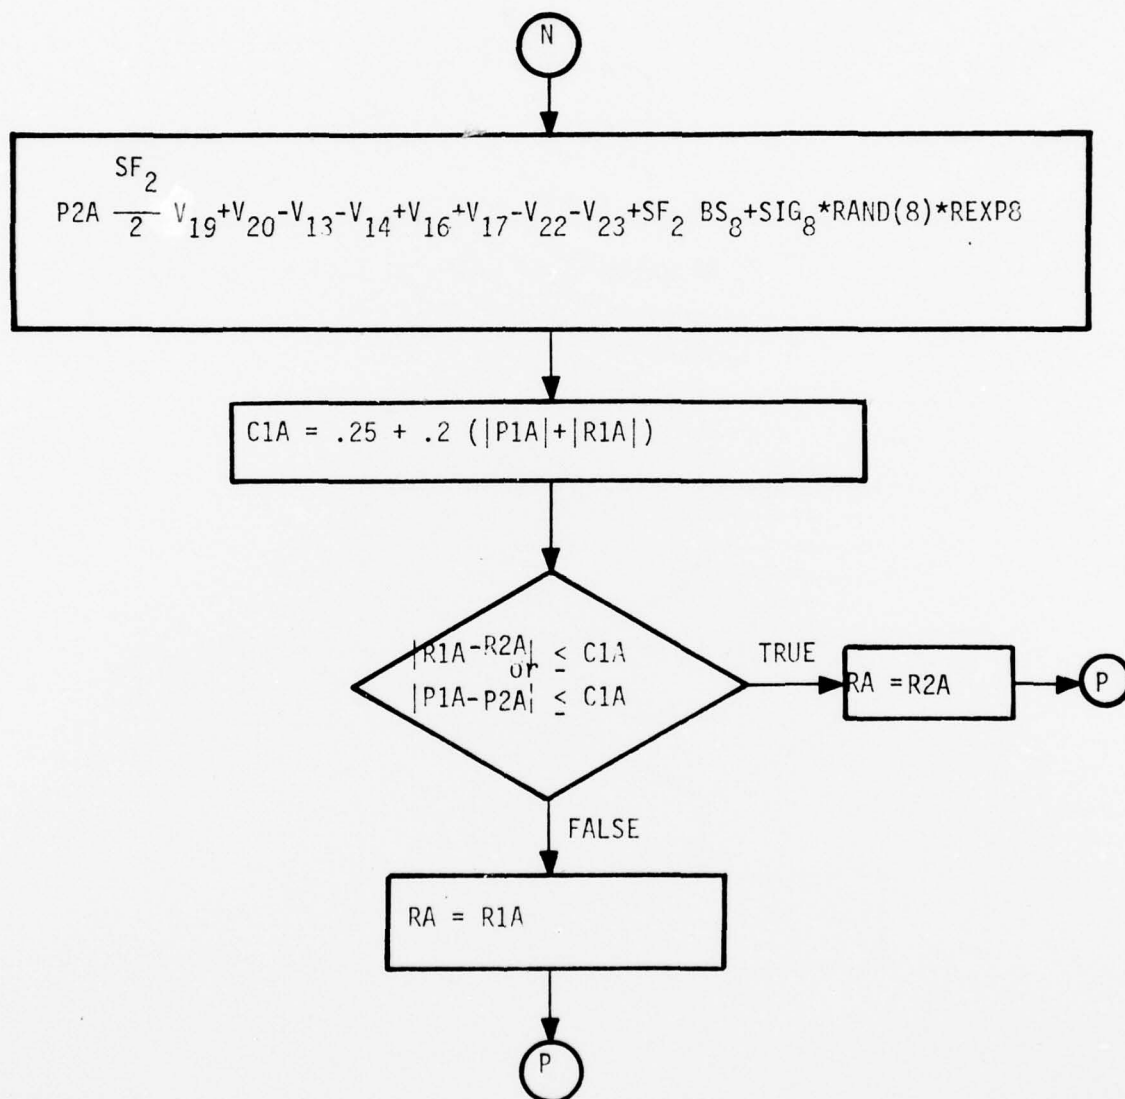 N
SF₂
P2A ── 2 V₁₉+V₂₀-V₁₃-V₁₄+V₁₆+V₁₇-V₂₂-V₂₃+SF₂ BS₈+SIG₈*RAND(8)*REXP8
C1A = .25 + .2 (|P1A|+|R1A|)
|R1A-R2A| ≤ C1A
or
|P1A-P2A| ≤ C1A
TRUE
RA = R2A
P
FALSE
RA = R1A
P